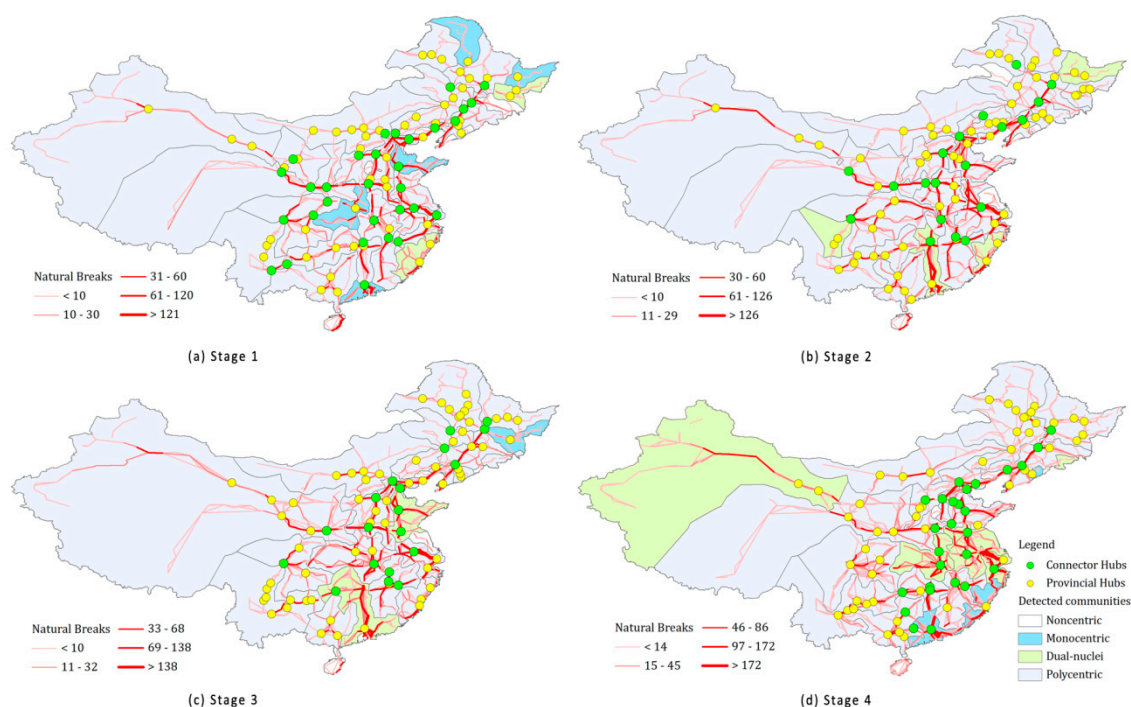 Natural Breaks
31 - 60
< 10
61 - 120
10 - 30
> 121
(a) Stage 1
Natural Breaks
30 - 60
< 10
61 - 126
11 - 29
> 126
(b) Stage 2
Natural Breaks
33 - 68
< 10
69 - 138
11 - 32
> 138
(c) Stage 3
Natural Breaks
46 - 86
< 14
97 - 172
15 - 45
> 172
(d) Stage 4
Legend
Connector Hubs
Provincial Hubs
Detected communities
Noncentric
Monocentric
Dual-nuclei
Polycentric